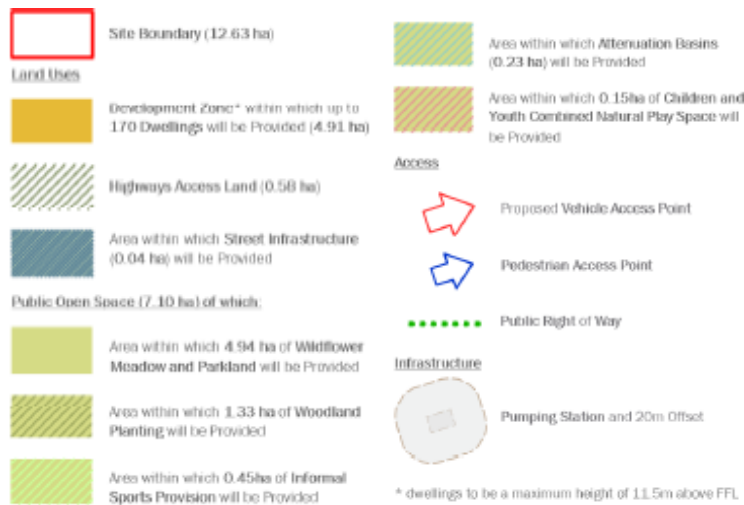 Site Boundary (12.63 ha)
Land Uses
Development Zone* within which up to
170 Dwellings will be Provided (4.91 ha)
Highways Access Land (0.58 ha)
Area within which Street Infrastructure
(0.04 ha) will be Provided
Public Open Space (7.10 ha) of which:
Area within which 4.94 ha of Wildflower
Meadow and Parkland will be Provided
Area within which 1.33 ha of Woodland
Planting will be Provided
Area within which 0.45ha of Informal
Sports Provision will be Provided
Area within which Attenuation Basins
(0.23 ha) will be Provided
Area within which 0.15ha of Children and
Youth Combined Natural Play Space will
be Provided
Access
Proposed Vehicle Access Point
Pedestrian Access Point
Public Right of Way
Infrastructure
Pumping Station and 20m Offset
* dwellings to be a maximum height of 11.5m above FFL